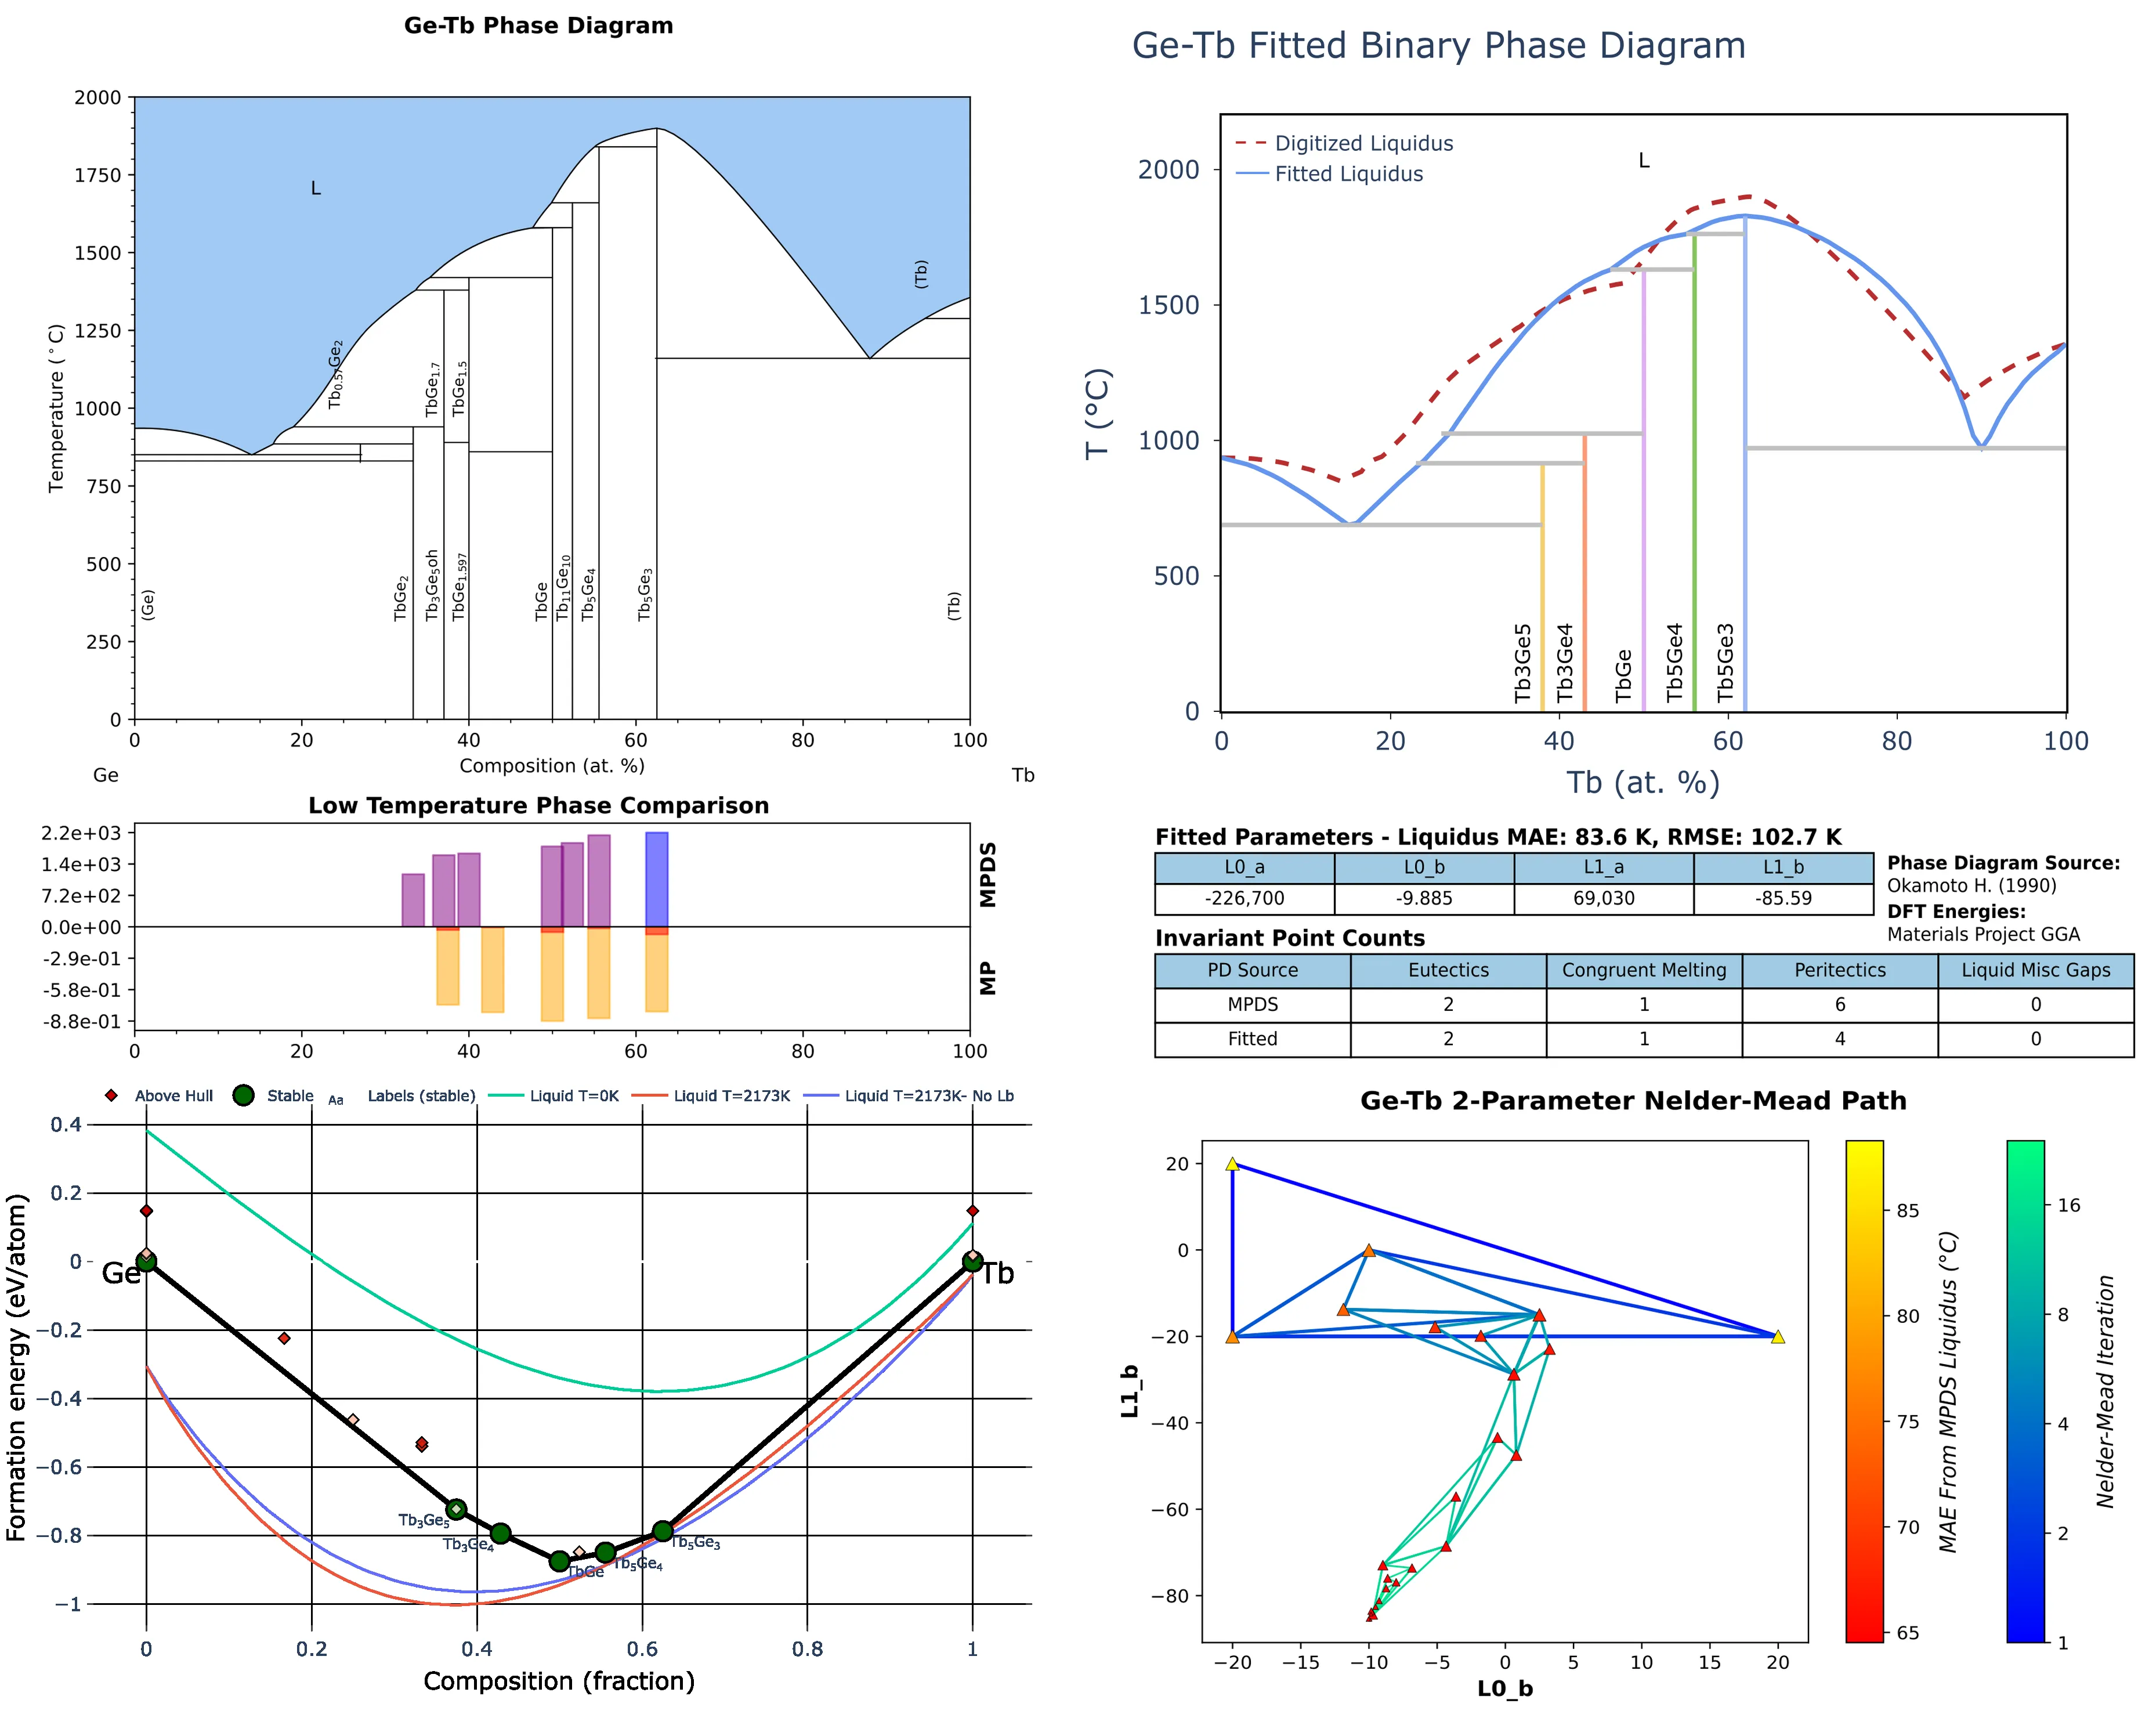 Ge-Tb Phase Diagram
2000
1750
1500
1250
1000
750
500
250
0
Temperature (°C)
L
(Tb)
Tb0.57Ge2
TbGe1.7
TbGe1.5
(Ge)
TbGe2
Tb3Ge5oh
TbGe1.597
TbGe
Tb11Ge10
Tb5Ge4
Tb5Ge3
(Tb)
0 20 40 60 80 100
Composition (at. %)
Ge Tb
Ge-Tb Fitted Binary Phase Diagram
Digitized Liquidus
Fitted Liquidus
L
2000
1500
1000
500
0
T (°C)
Tb3Ge5
Tb3Ge4
TbGe
Tb5Ge4
Tb5Ge3
0 20 40 60 80 100
Tb (at. %)
Low Temperature Phase Comparison
2.2e+03
1.4e+03
7.2e+02
0.0e+00
-2.9e-01
-5.8e-01
-8.8e-01
MPDS
MP
0 20 40 60 80 100
Fitted Parameters - Liquidus MAE: 83.6 K, RMSE: 102.7 K
L0_a L0_b L1_a L1_b
-226,700 -9.885 69,030 -85.59
Phase Diagram Source:
Okamoto H. (1990)
DFT Energies:
Materials Project GGA
Invariant Point Counts
PD Source Eutectics Congruent Melting Peritectics Liquid Misc Gaps
MPDS 2 1 6 0
Fitted 2 1 4 0
Above Hull Stable Aa Labels (stable) Liquid T=0K Liquid T=2173K Liquid T=2173K- No Lb
0.4
0.2
0
−0.2
−0.4
−0.6
−0.8
−1
Formation energy (eV/atom)
Ge
Tb
Tb3Ge5
Tb3Ge4
TbGe
Tb5Ge4
Tb5Ge3
0 0.2 0.4 0.6 0.8 1
Composition (fraction)
Ge-Tb 2-Parameter Nelder-Mead Path
20
0
−20
−40
−60
−80
L1_b
−20 −15 −10 −5 0 5 10 15 20
L0_b
85
80
75
70
65
MAE From MPDS Liquidus (°C)
16
8
4
2
1
Nelder-Mead Iteration